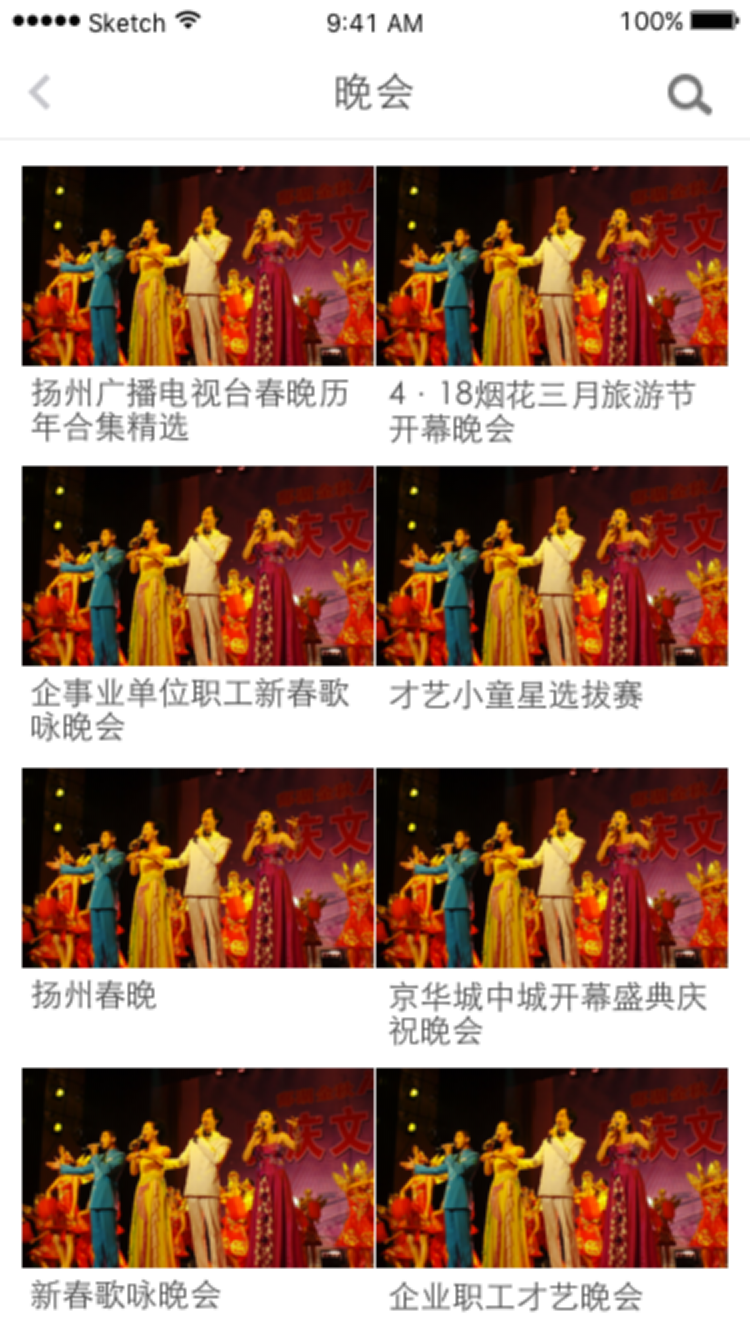 Sketch 9:41 AM 100%
晚会
扬州广播电视台春晚历
年合集精选
4·18烟花三月旅游节
开幕晚会
企事业单位职工新春歌
咏晚会
才艺小童星选拔赛
扬州春晚
京华城中城开幕盛典庆
祝晚会
新春歌咏晚会
企业职工才艺晚会